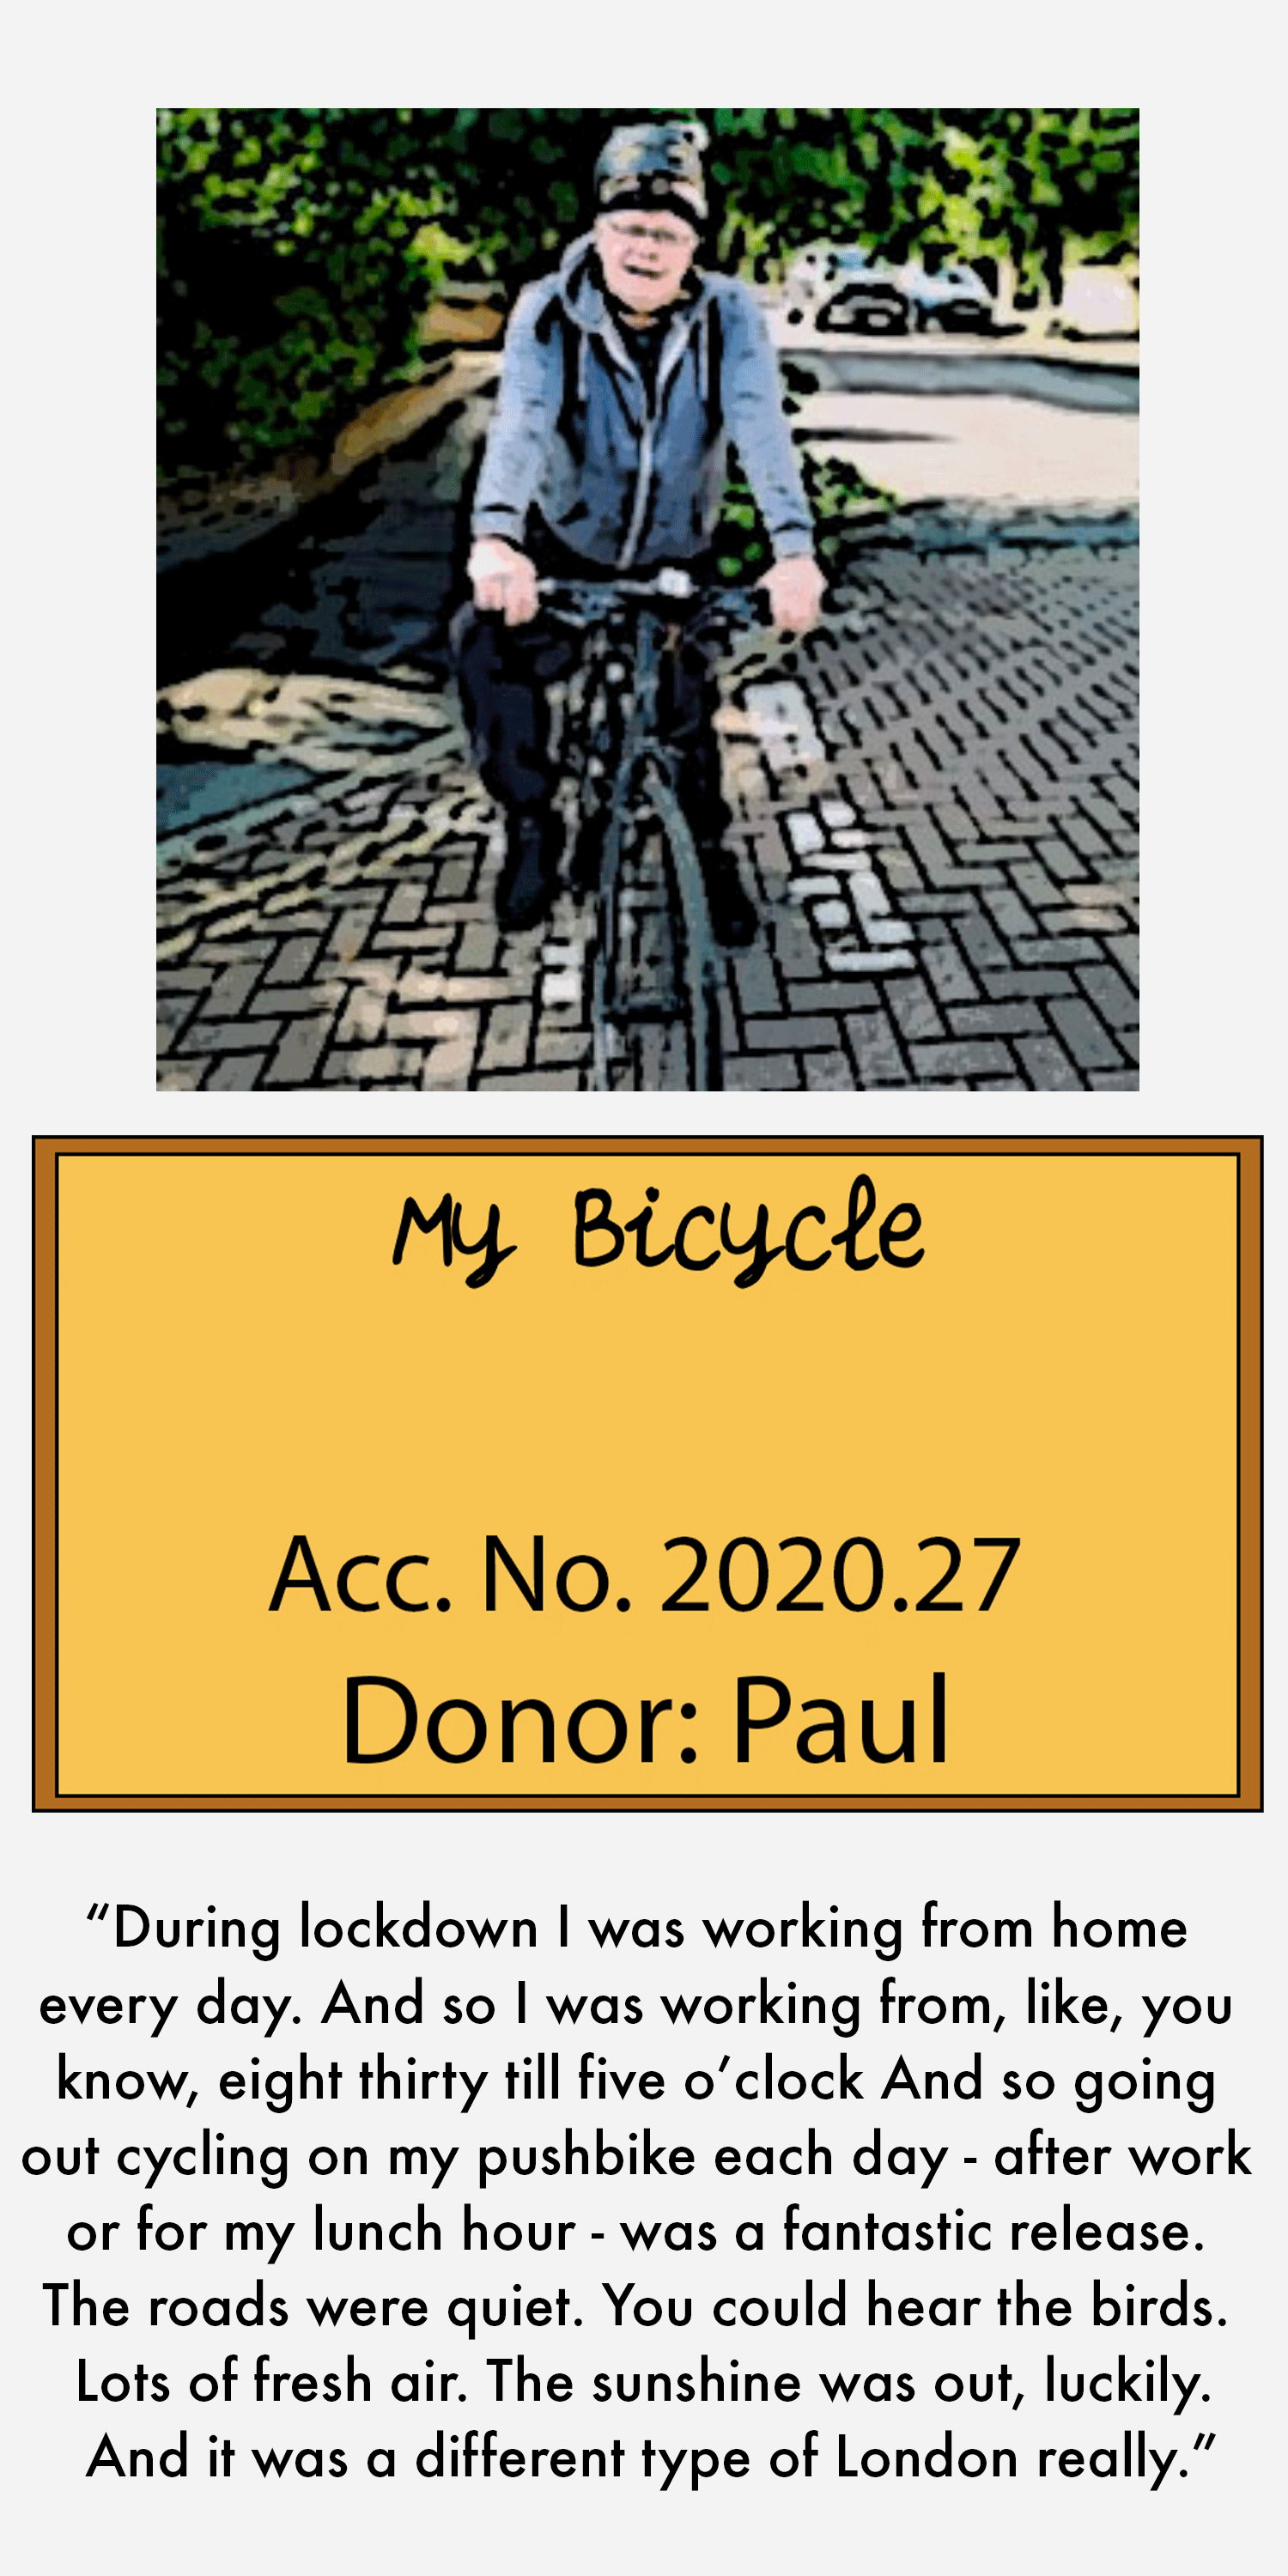 My Bicycle
Acc. No. 2020.27
Donor: Paul
“During lockdown I was working from home
every day. And so I was working from, like, you
know, eight thirty till five o’clock And so going
out cycling on my pushbike each day - after work
or for my lunch hour - was a fantastic release.
The roads were quiet. You could hear the birds.
Lots of fresh air. The sunshine was out, luckily.
And it was a different type of London really.”